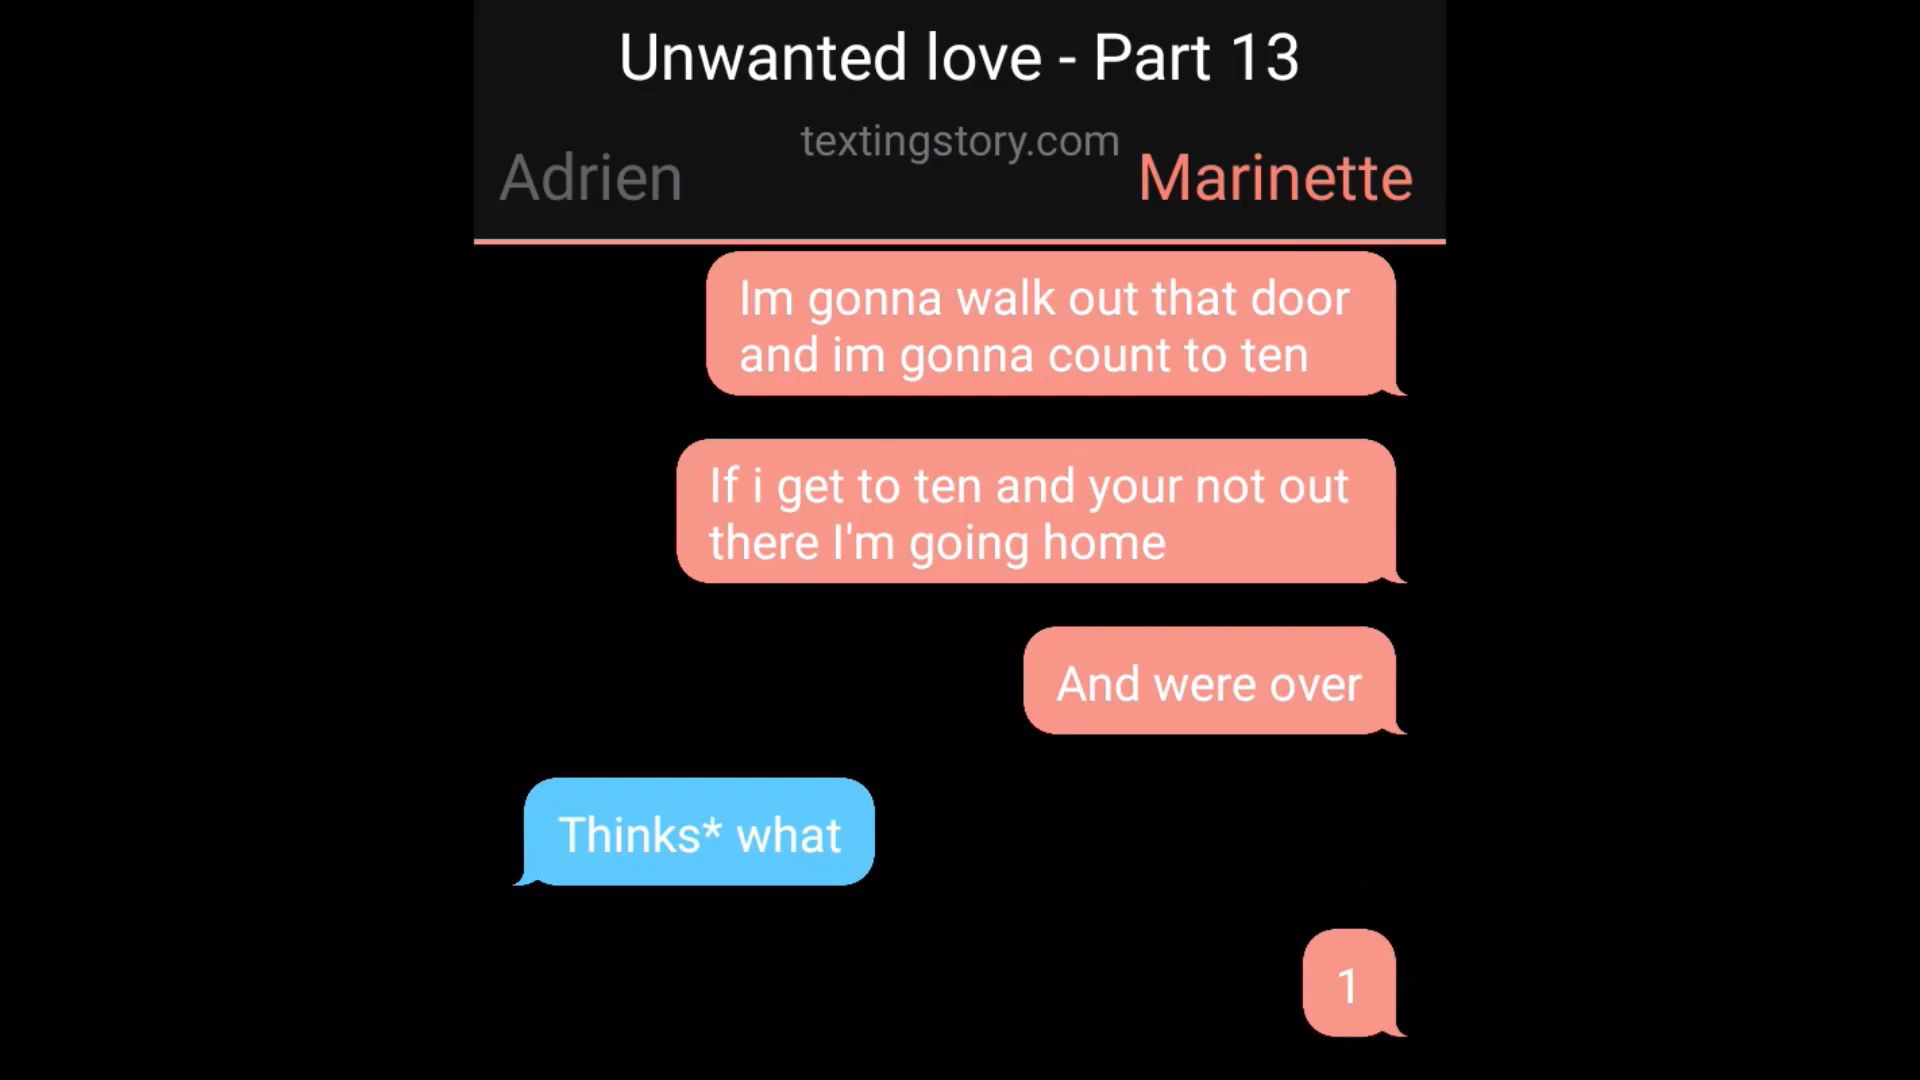 Unwanted love - Part 13
textingstory.com
Adrien
Marinette
Im gonna walk out that door
and im gonna count to ten
If i get to ten and your not out
there I'm going home
And were over
Thinks* what
1